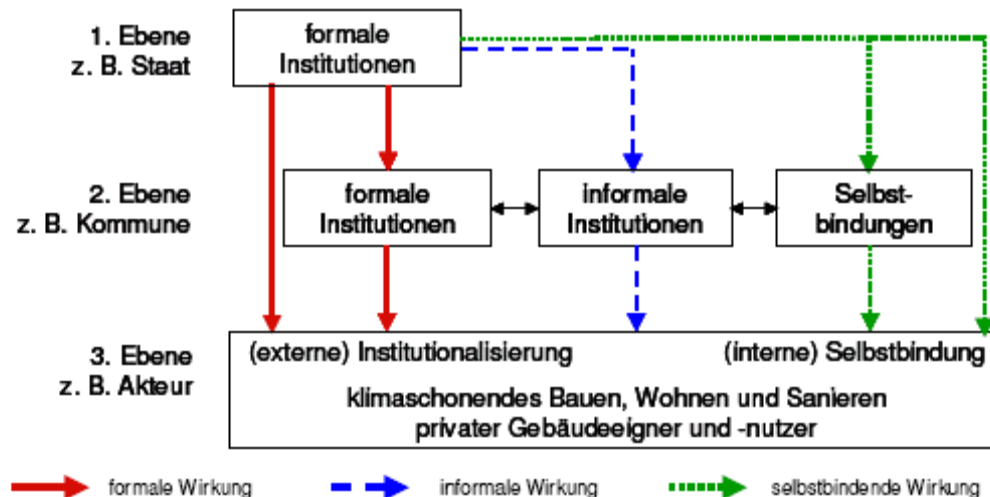 1. Ebene
z. B. Staat
formale
Institutionen
2. Ebene
z. B. Kommune
formale
Institutionen
informale
Institutionen
Selbst-
bindungen
3. Ebene
z. B. Akteur
(externe) Institutionalisierung
(interne) Selbstbindung
klimaschonendes Bauen, Wohnen und Sanieren
privater Gebäudeeigner und -nutzer
formale Wirkung
informale Wirkung
selbstbindende Wirkung